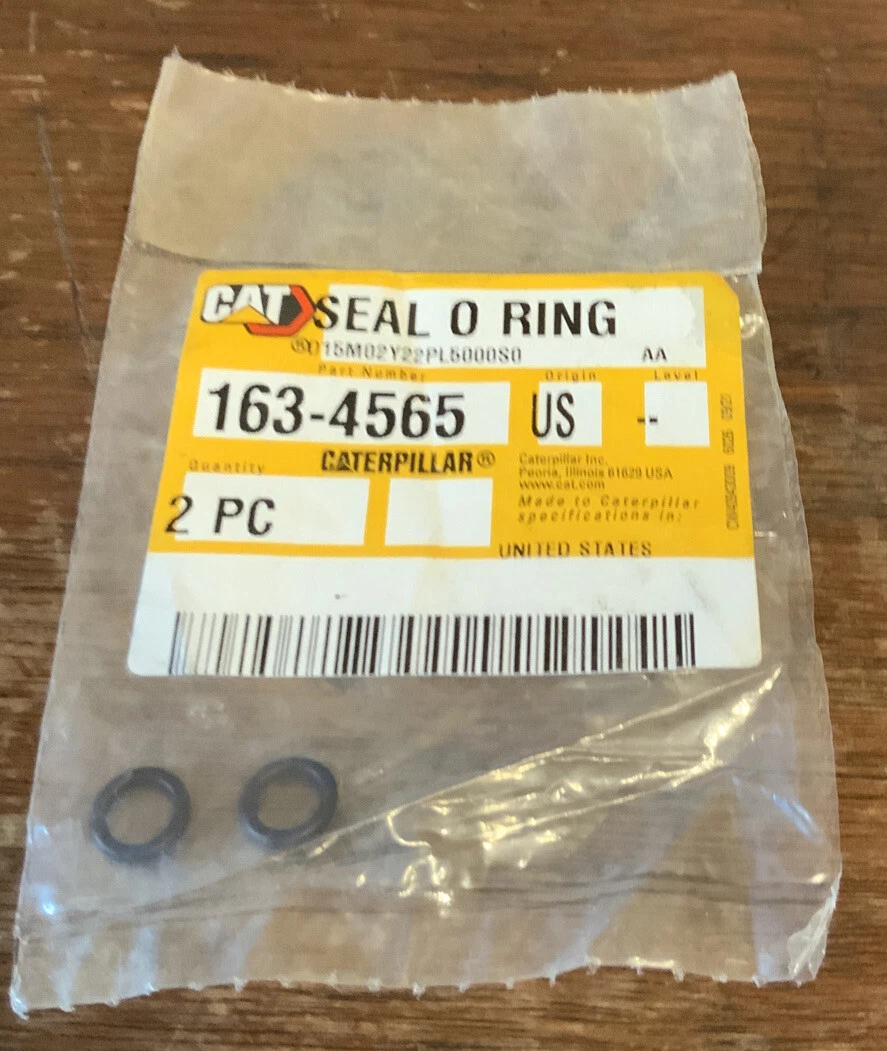 CAT SEAL O RING
®015M02Y22PL5000S0 AA
Part Number Origin Level
163-4565 US --
Quantity CATERPILLAR®
Caterpillar Inc.
Peoria, Illinois 61629 USA
www.cat.com
Made to Caterpillar
specifications in:
2 PC
UNITED STATES